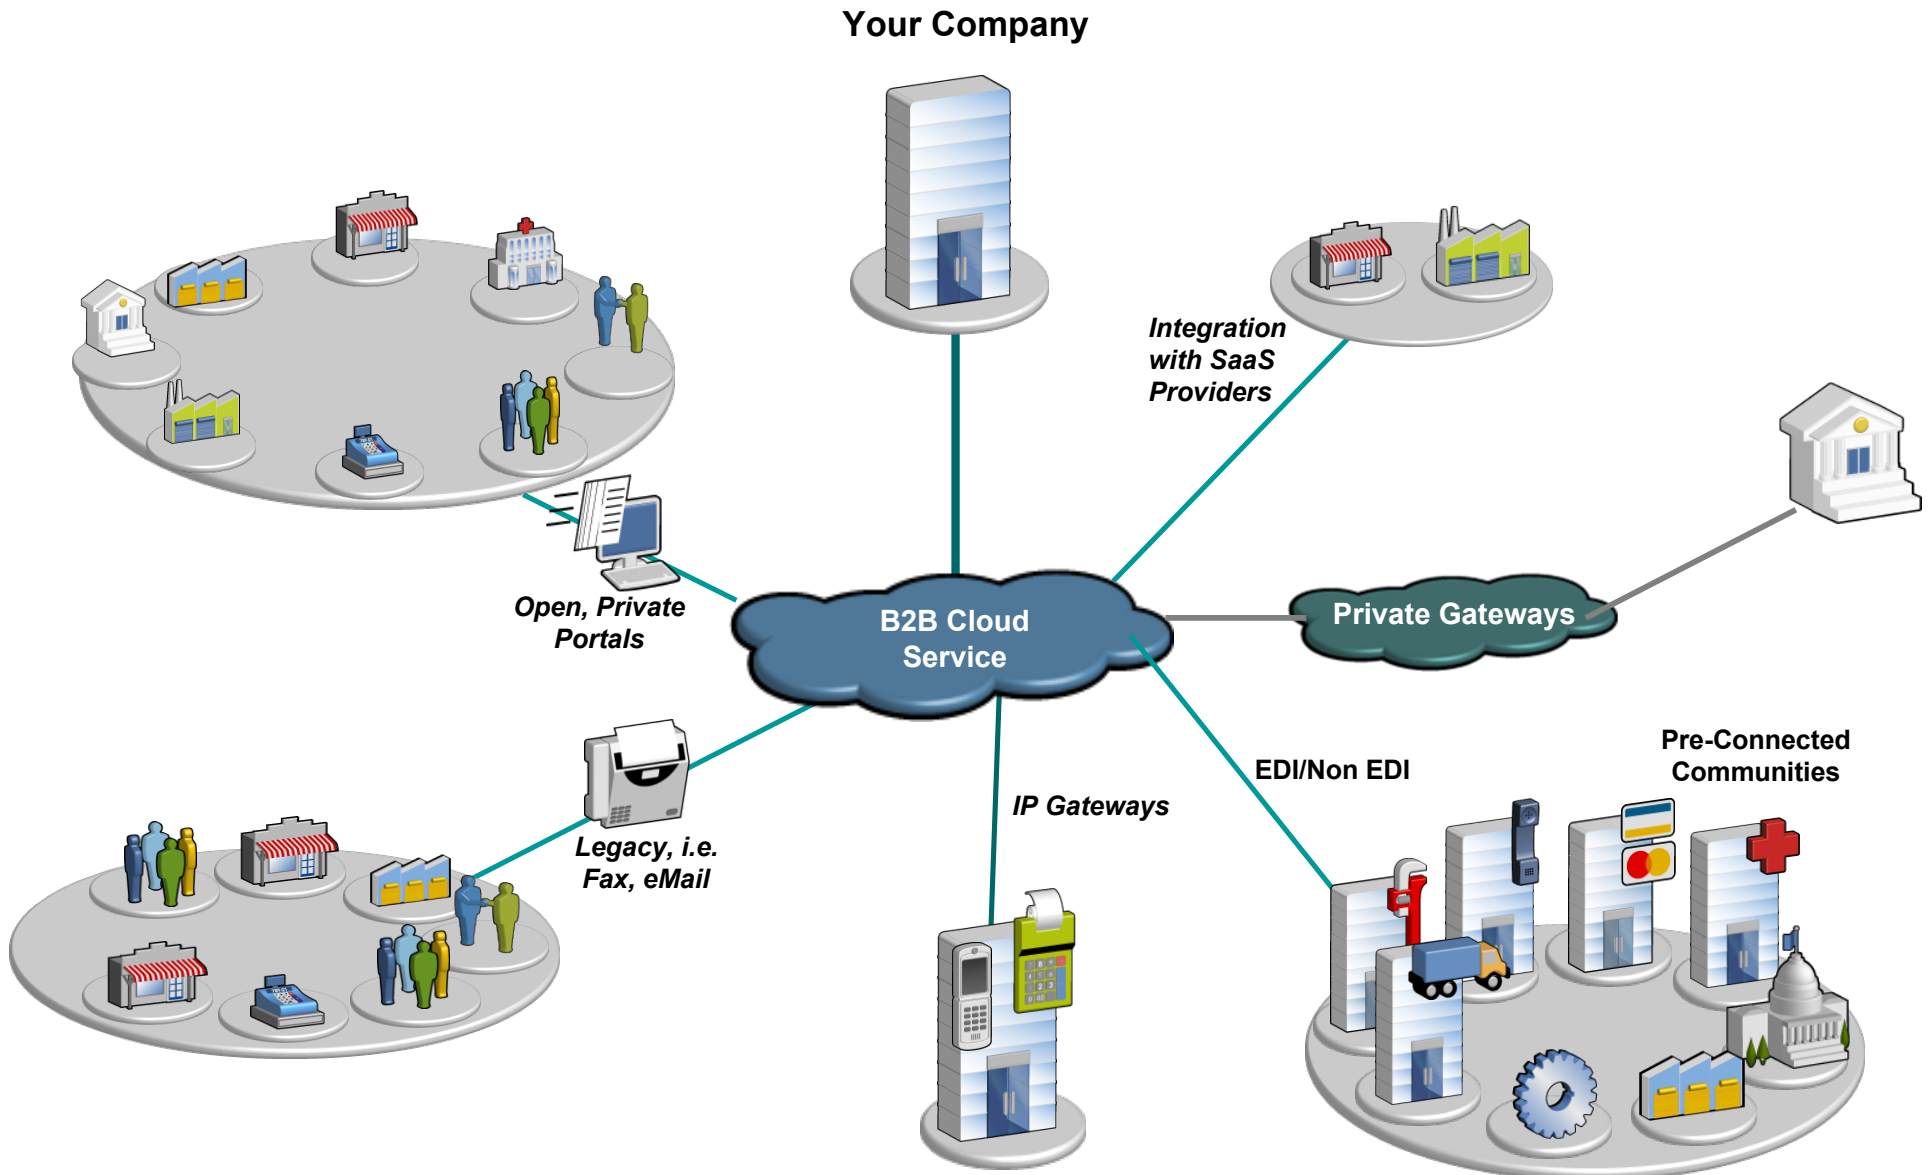 Your Company
Integration
with SaaS
Providers
Open, Private
Portals
B2B Cloud
Service
Private Gateways
Pre-Connected
Communities
EDI/Non EDI
IP Gateways
Legacy, i.e.
Fax, eMail